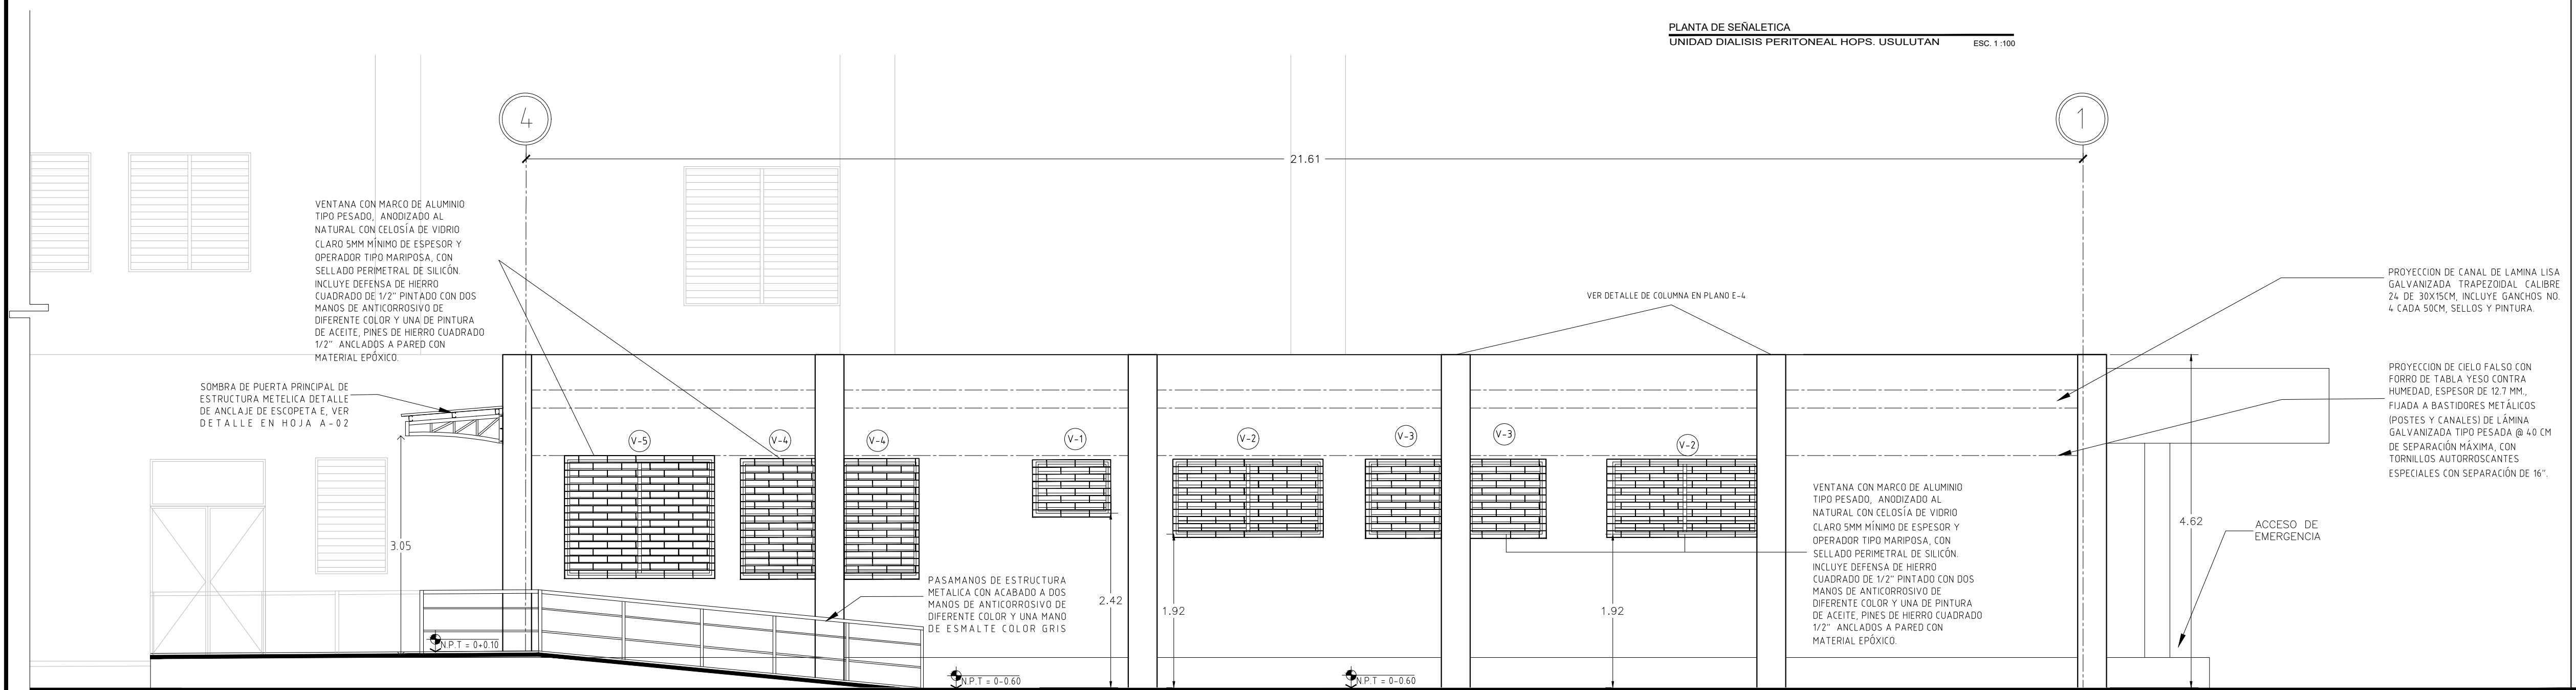 PLANTA DE SEÑALETICA
UNIDAD DIALISIS PERITONEAL HOPS. USULUTAN
ESC. 1 :100
4
1
21.61
VENTANA CON MARCO DE ALUMINIO
TIPO PESADO, ANODIZADO AL
NATURAL CON CELOSÍA DE VIDRIO
CLARO 5MM MÍNIMO DE ESPESOR Y
OPERADOR TIPO MARIPOSA, CON
SELLADO PERIMETRAL DE SILICÓN.
INCLUYE DEFENSA DE HIERRO
CUADRADO DE 1/2" PINTADO CON DOS
MANOS DE ANTICORROSIVO DE
DIFERENTE COLOR Y UNA DE PINTURA
DE ACEITE, PINES DE HIERRO CUADRADO
1/2" ANCLADOS A PARED CON
MATERIAL EPÓXICO.
VER DETALLE DE COLUMNA EN PLANO E-4
PROYECCION DE CANAL DE LAMINA LISA
GALVANIZADA TRAPEZOIDAL CALIBRE
24 DE 30X15CM, INCLUYE GANCHOS NO.
4 CADA 50CM, SELLOS Y PINTURA.
SOMBRA DE PUERTA PRINCIPAL DE
ESTRUCTURA METELICA DETALLE
DE ANCLAJE DE ESCOPETA E, VER
DETALLE EN HOJA A-02
PROYECCION DE CIELO FALSO CON
FORRO DE TABLA YESO CONTRA
HUMEDAD, ESPESOR DE 12.7 MM.,
FIJADA A BASTIDORES METÁLICOS
(POSTES Y CANALES) DE LÁMINA
GALVANIZADA TIPO PESADA @ 40 CM
DE SEPARACIÓN MÁXIMA, CON
TORNILLOS AUTORROSCANTES
ESPECIALES CON SEPARACIÓN DE 16".
V-5
V-4
V-4
V-1
V-2
V-3
V-3
V-2
3.05
PASAMANOS DE ESTRUCTURA
METALICA CON ACABADO A DOS
MANOS DE ANTICORROSIVO DE
DIFERENTE COLOR Y UNA MANO
DE ESMALTE COLOR GRIS
2.42
1.92
1.92
VENTANA CON MARCO DE ALUMINIO
TIPO PESADO, ANODIZADO AL
NATURAL CON CELOSÍA DE VIDRIO
CLARO 5MM MÍNIMO DE ESPESOR Y
OPERADOR TIPO MARIPOSA, CON
SELLADO PERIMETRAL DE SILICÓN.
INCLUYE DEFENSA DE HIERRO
CUADRADO DE 1/2" PINTADO CON DOS
MANOS DE ANTICORROSIVO DE
DIFERENTE COLOR Y UNA DE PINTURA
DE ACEITE, PINES DE HIERRO CUADRADO
1/2" ANCLADOS A PARED CON
MATERIAL EPÓXICO.
4.62
ACCESO DE
EMERGENCIA
N.P.T = 0+0.10
N.P.T = 0-0.60
N.P.T = 0-0.60